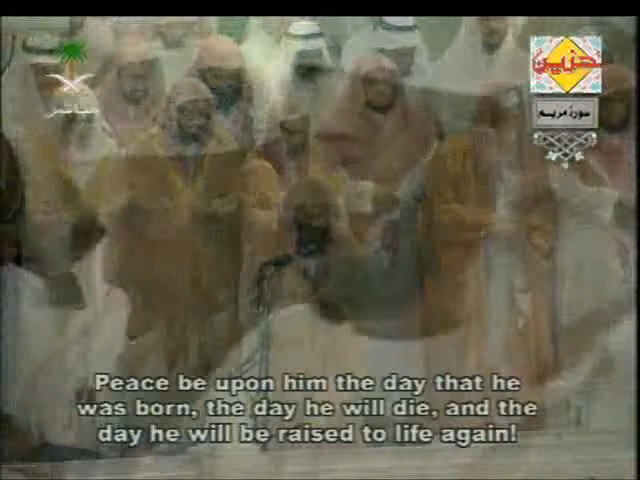 سورة مريم
Peace be upon him the day that he
was born, the day he will die, and the
day he will be raised to life again!